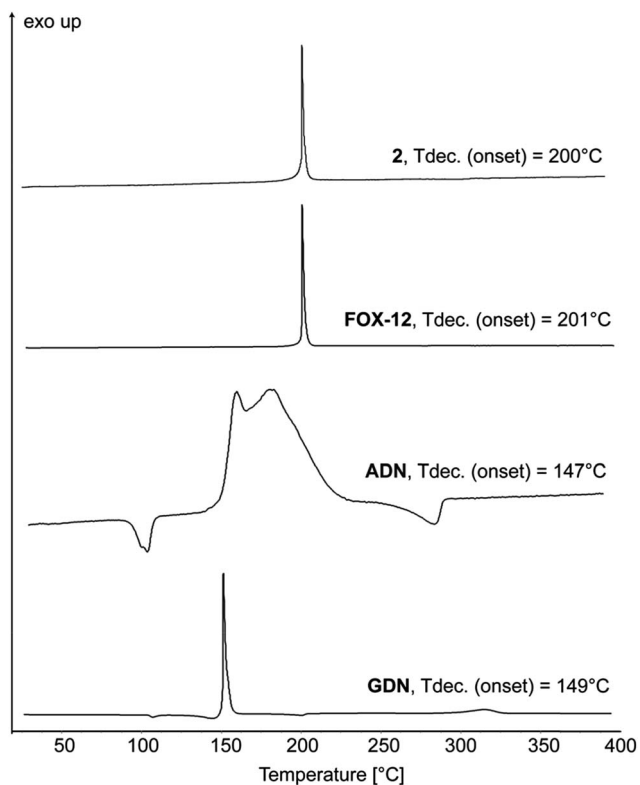 exo up
2, Tdec. (onset) = 200°C
FOX-12, Tdec. (onset) = 201°C
ADN, Tdec. (onset) = 147°C
GDN, Tdec. (onset) = 149°C
50 100 150 200 250 300 350 400
Temperature [°C]